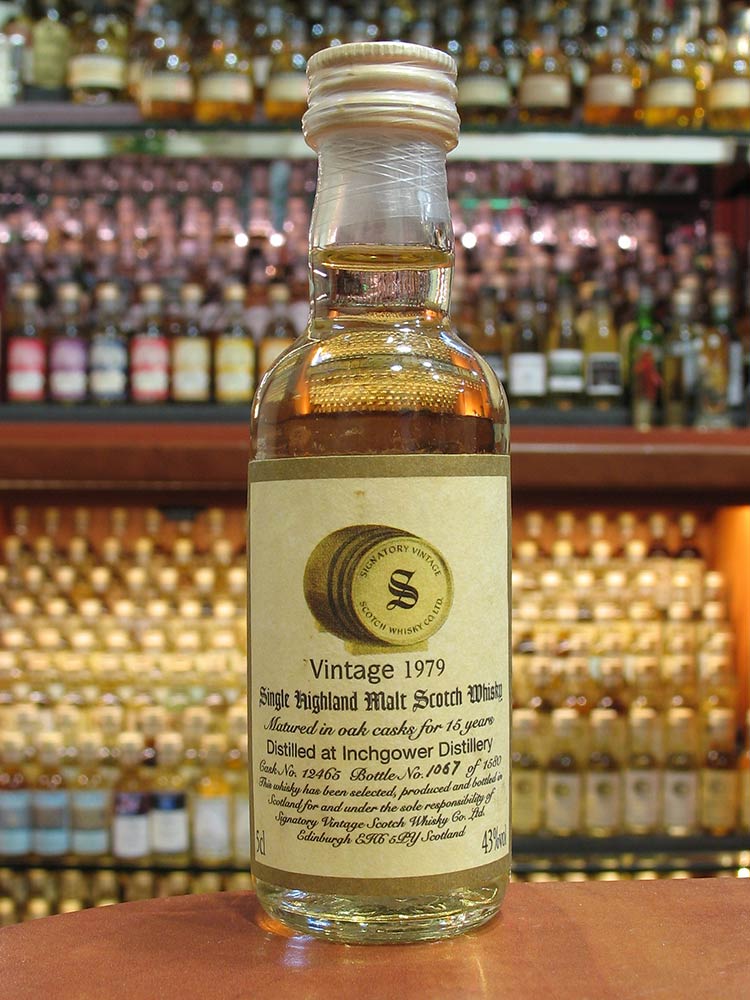 SIGNATORY VINTAGE
S
SCOTCH WHISKY CO. LTD.
Vintage 1979
Single Highland Malt Scotch Whisky
Matured in oak casks for 15 years
Distilled at Inchgower Distillery
Cask No. 12465 Bottle No. 1067 of 1580
This whisky has been selected, produced and bottled in
Scotland for and under the sole responsibility of
Signatory Vintage Scotch Whisky Co. Ltd.
Edinburgh EH6 5PY Scotland
5cl 43%vol